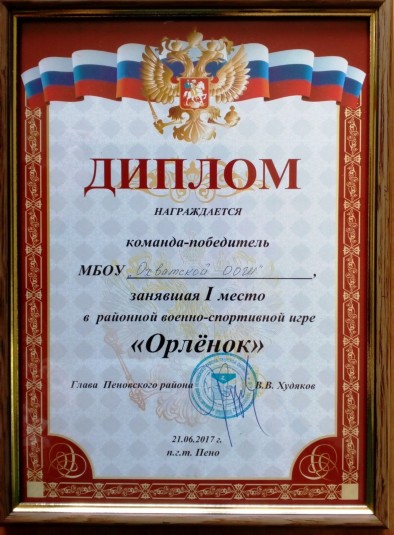 ДИПЛОМ
НАГРАЖДАЕТСЯ
команда-победитель
МБОУ „Охватской ООШ",
занявшая I место
в районной военно-спортивной игре
«Орлёнок»
Глава Пеновского района В.В. Худяков
21.06.2017 г.
п.г.т. Пено